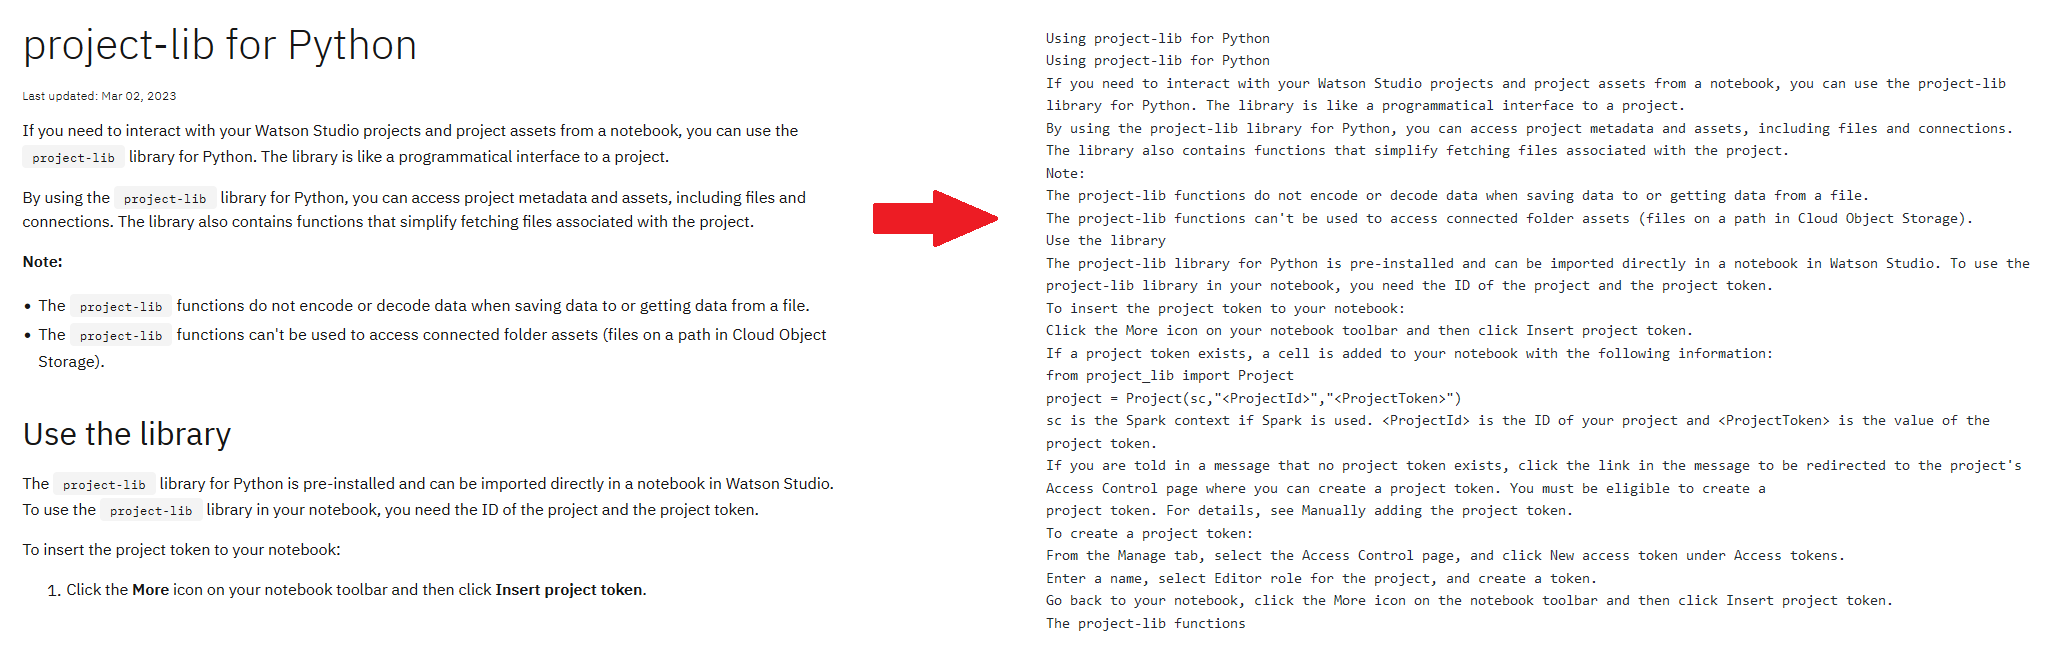 project-lib for Python
Last updated: Mar 02, 2023
If you need to interact with your Watson Studio projects and project assets from a notebook, you can use the
project-lib library for Python. The library is like a programmatical interface to a project.
By using the project-lib library for Python, you can access project metadata and assets, including files and
connections. The library also contains functions that simplify fetching files associated with the project.
Note:
• The project-lib functions do not encode or decode data when saving data to or getting data from a file.
• The project-lib functions can't be used to access connected folder assets (files on a path in Cloud Object
Storage).
Use the library
The project-lib library for Python is pre-installed and can be imported directly in a notebook in Watson Studio.
To use the project-lib library in your notebook, you need the ID of the project and the project token.
To insert the project token to your notebook:
1. Click the More icon on your notebook toolbar and then click Insert project token.
Using project-lib for Python
Using project-lib for Python
If you need to interact with your Watson Studio projects and project assets from a notebook, you can use the project-lib
library for Python. The library is like a programmatical interface to a project.
By using the project-lib library for Python, you can access project metadata and assets, including files and connections.
The library also contains functions that simplify fetching files associated with the project.
Note:
The project-lib functions do not encode or decode data when saving data to or getting data from a file.
The project-lib functions can't be used to access connected folder assets (files on a path in Cloud Object Storage).
Use the library
The project-lib library for Python is pre-installed and can be imported directly in a notebook in Watson Studio. To use the
project-lib library in your notebook, you need the ID of the project and the project token.
To insert the project token to your notebook:
Click the More icon on your notebook toolbar and then click Insert project token.
If a project token exists, a cell is added to your notebook with the following information:
from project_lib import Project
project = Project(sc,"<ProjectId>","<ProjectToken>")
sc is the Spark context if Spark is used. <ProjectId> is the ID of your project and <ProjectToken> is the value of the
project token.
If you are told in a message that no project token exists, click the link in the message to be redirected to the project's
Access Control page where you can create a project token. You must be eligible to create a
project token. For details, see Manually adding the project token.
To create a project token:
From the Manage tab, select the Access Control page, and click New access token under Access tokens.
Enter a name, select Editor role for the project, and create a token.
Go back to your notebook, click the More icon on the notebook toolbar and then click Insert project token.
The project-lib functions